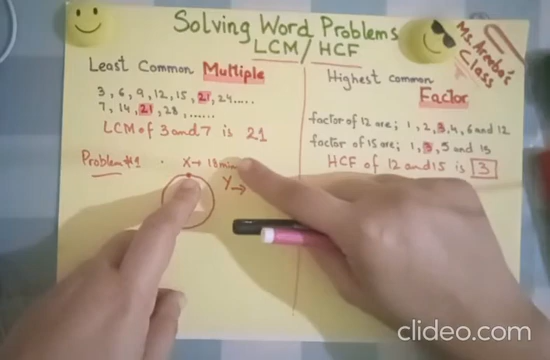 Solving Word Problems
LCM / HCF
Ms. Areeba's
Class
Least Common Multiple
3, 6, 9, 12, 15, 21, 24.....
7, 14, 21, 28, ......
LCM of 3 and 7 is 21
Problem #1 . X → 18 min
Y →
Highest common
Factor
factor of 12 are; 1, 2, 3, 4, 6 and 12
factor of 15 are; 1, 3, 5 and 15
HCF of 12 and 15 is 3
clideo.com